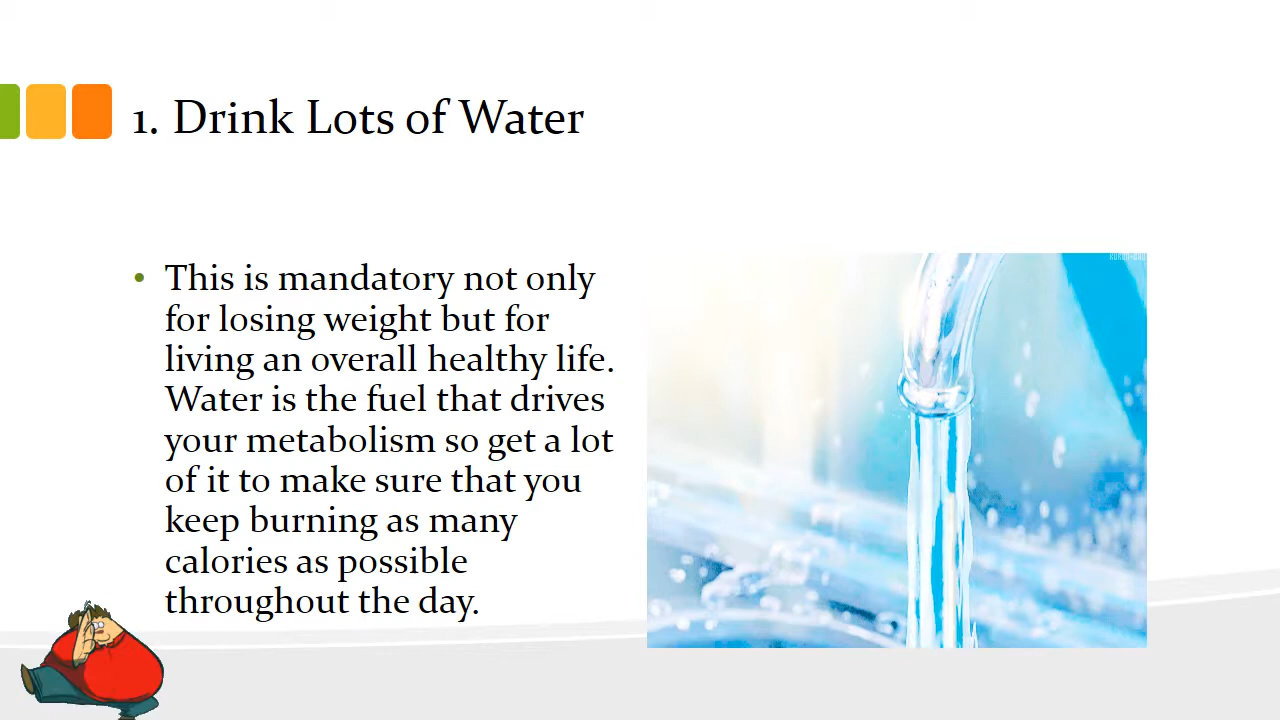 1. Drink Lots of Water
• This is mandatory not only
for losing weight but for
living an overall healthy life.
Water is the fuel that drives
your metabolism so get a lot
of it to make sure that you
keep burning as many
calories as possible
throughout the day.